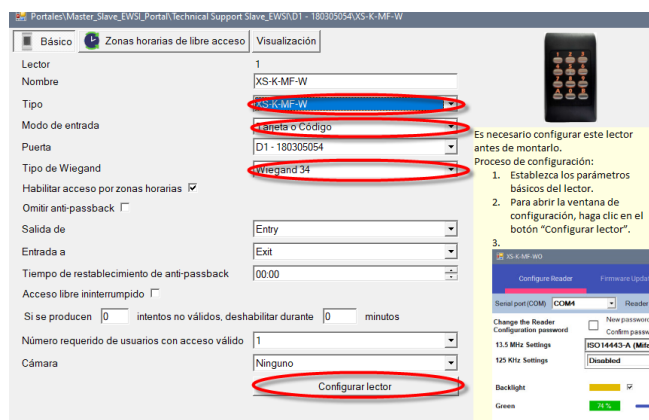 Portales\Master_Slave_EWSI_Portal\Technical Support Slave_EWSI\D1 - 180305054\XS-K-MF-W
Básico Zonas horarias de libre acceso Visualización
Lector 1
Nombre XS-K-MF-W
Tipo XS-K-MF-W
Modo de entrada Tarjeta o Código
Puerta D1 - 180305054
Tipo de Wiegand Wiegand 34
Habilitar acceso por zonas horarias
Omitir anti-passback
Salida de Entry
Entrada a Exit
Tiempo de restablecimiento de anti-passback 00:00
Acceso libre ininterrumpido
Si se producen 0 intentos no válidos, deshabilitar durante 0 minutos
Número requerido de usuarios con acceso válido 1
Cámara Ninguno
Configurar lector
Es necesario configurar este lector
antes de montarlo.
Proceso de configuración:
1. Establezca los parámetros
básicos del lector.
2. Para abrir la ventana de
configuración, haga clic en el
botón “Configurar lector”.
3.
XS-K-MF-WO
Configure Reader Firmware Updat
Serial port (COM) COM4 Reader
Change the Reader
Configuration password
New password
Confirm passw
13.5 MHz Settings ISO14443-A (Mifa
125 KHz Settings Disabled
Backlight
Green 74 %